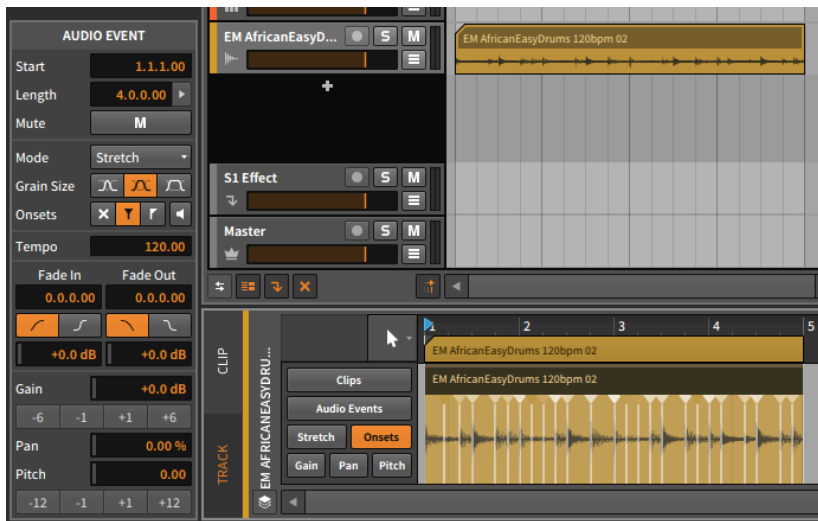 AUDIO EVENT
Start 1.1.1.00
Length 4.0.0.00
Mute M
Mode Stretch
Grain Size
Onsets
Tempo 120.00
Fade In Fade Out
0.0.0.00 0.0.0.00
+0.0 dB +0.0 dB
Gain +0.0 dB
-6 -1 +1 +6
Pan 0.00 %
Pitch 0.00
-12 -1 +1 +12
EM AfricanEasyD... S M
EM AfricanEasyDrums 120bpm 02
S1 Effect S M
Master S M
CLIP
TRACK
EM AFRICANEASYDRU...
1 2 3 4 5
EM AfricanEasyDrums 120bpm 02
EM AfricanEasyDrums 120bpm 02
Clips
Audio Events
Stretch Onsets
Gain Pan Pitch